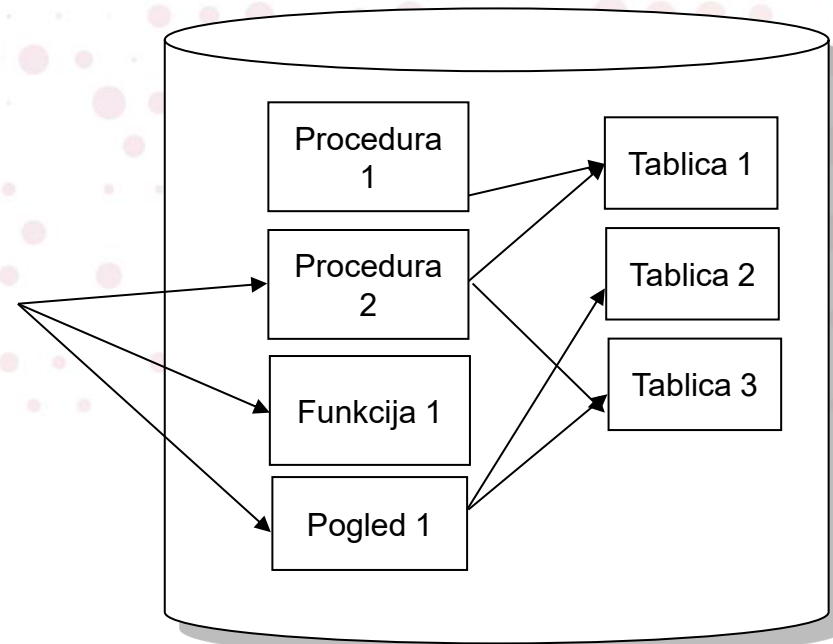 Procedura
1
Tablica 1
Procedura
2
Tablica 2
Funkcija 1
Tablica 3
Pogled 1